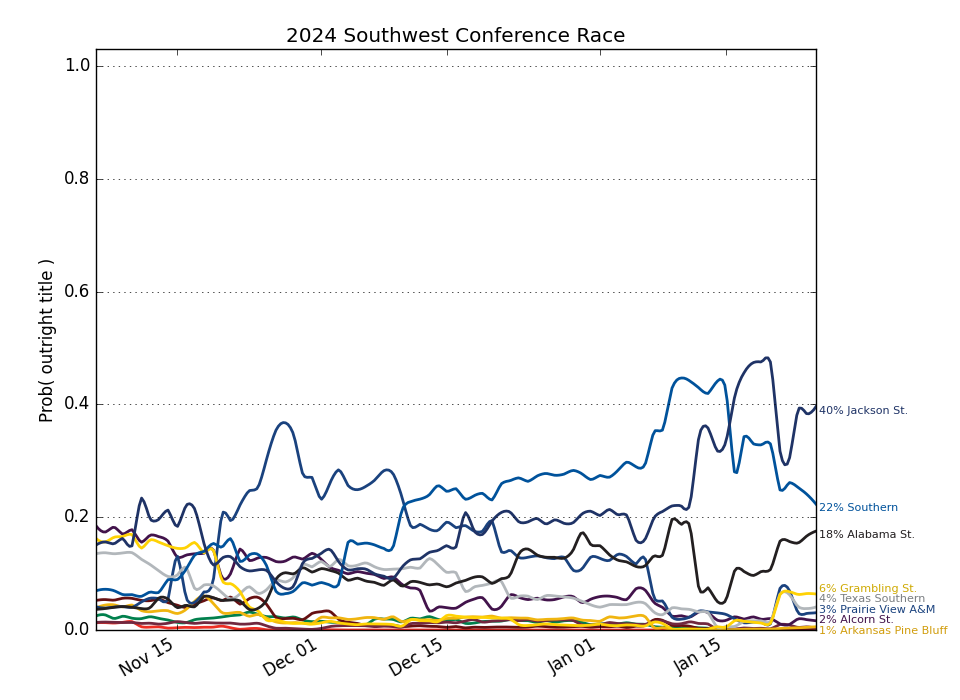 2024 Southwest Conference Race
Prob( outright title )
1.0
0.8
0.6
0.4
0.2
0.0
Nov 15
Dec 01
Dec 15
Jan 01
Jan 15
40% Jackson St.
22% Southern
18% Alabama St.
6% Grambling St.
4% Texas Southern
3% Prairie View A&M
2% Alcorn St.
1% Arkansas Pine Bluff